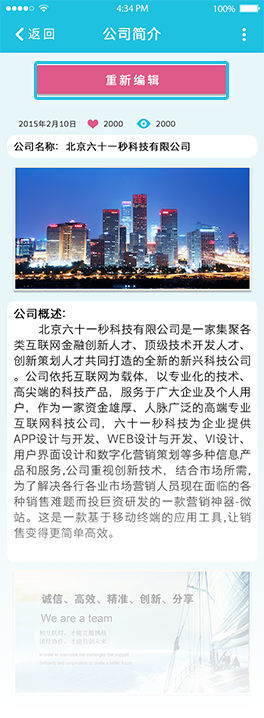 4:34 PM
100%
返回
公司简介
重新编辑
2015年2月10日 2000 2000
公司名称：北京六十一秒科技有限公司
公司概述:
北京六十一秒科技有限公司是一家集聚各
类互联网金融创新人才、顶级技术开发人才、
创新策划人才共同打造的全新的新兴科技公司
。公司依托互联网为载体，以专业化的技术、
高尖端的科技产品，服务于广大企业及个人用
户，作为一家资金雄厚、人脉广泛的高端专业
互联网科技公司，六十一秒科技为企业提供
APP设计与开发、WEB设计与开发、VI设计、
用户界面设计和数字化营销策划等多种信息产
品和服务,公司重视创新技术，结合市场所需,
为了解决各行各业市场营销人员现在面临的各
种销售难题而投巨资研发的一款营销神器-微
站。这是一款基于移动终端的应用工具,让销
售变得更简单高效。
诚信、高效、精准、创新、分享
We are a team